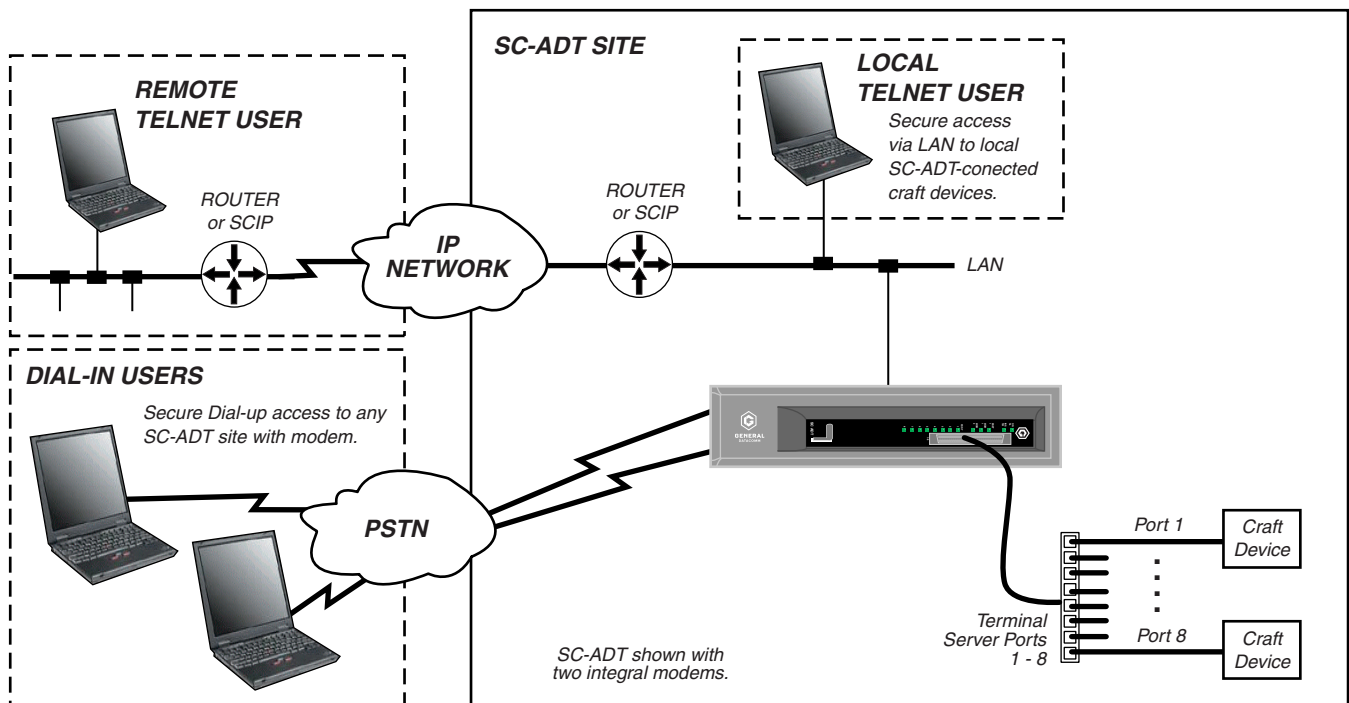 SC-ADT SITE
REMOTE
TELNET USER
ROUTER
or SCIP
IP
NETWORK
ROUTER
or SCIP
LOCAL
TELNET USER
Secure access
via LAN to local
SC-ADT-conected
craft devices.
LAN
DIAL-IN USERS
Secure Dial-up access to any
SC-ADT site with modem.
PSTN
GENERAL
DATACOMM
Port 1
Craft
Device
Terminal
Server Ports
1 - 8
Port 8
Craft
Device
SC-ADT shown with
two integral modems.